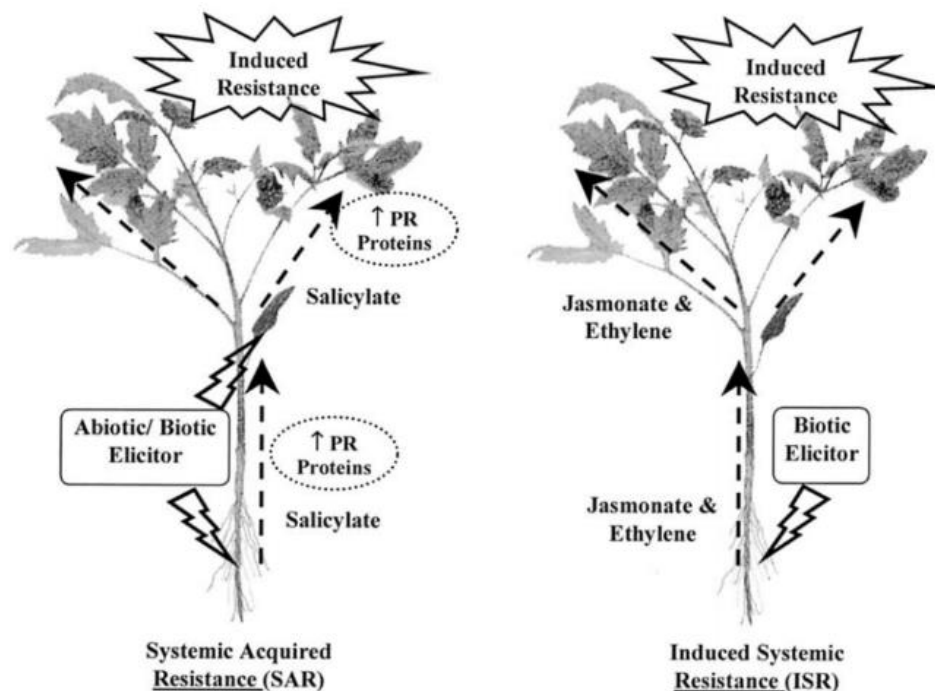 Induced
Resistance
↑ PR
Proteins
Salicylate
Abiotic/ Biotic
Elicitor
↑ PR
Proteins
Salicylate
Systemic Acquired
Resistance (SAR)
Induced
Resistance
Jasmonate &
Ethylene
Biotic
Elicitor
Jasmonate &
Ethylene
Induced Systemic
Resistance (ISR)